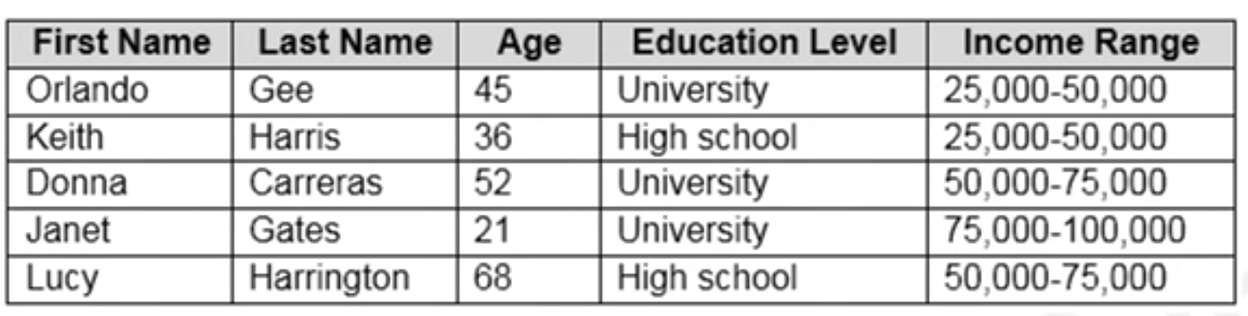 First Name Last Name Age Education Level Income Range
Orlando Gee 45 University 25,000-50,000
Keith Harris 36 High school 25,000-50,000
Donna Carreras 52 University 50,000-75,000
Janet Gates 21 University 75,000-100,000
Lucy Harrington 68 High school 50,000-75,000